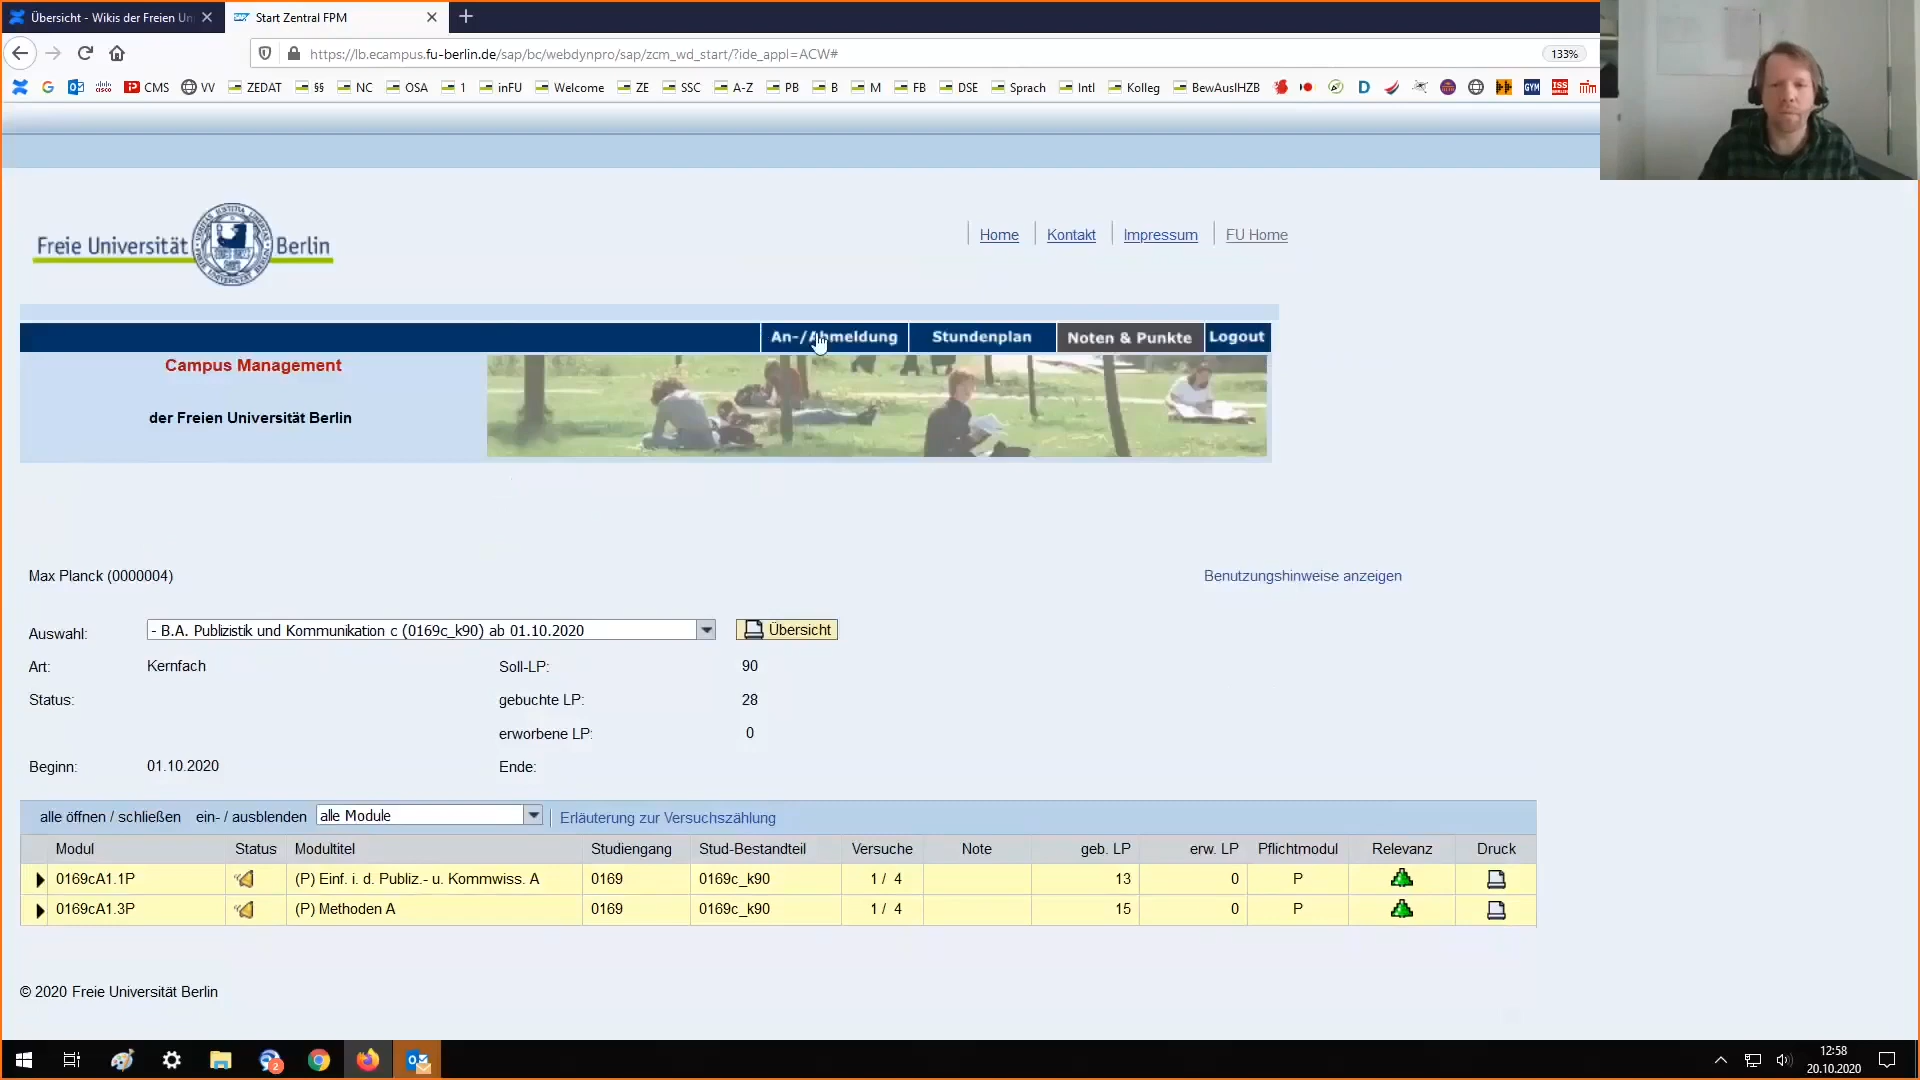 Übersicht - Wikis der Freien Un
Start Zentral FPM
https://lb.ecampus.fu-berlin.de/sap/bc/webdynpro/sap/zcm_wd_start/?ide_appl=ACW#
133%
CMS VV ZEDAT §§ NC OSA 1 inFU Welcome ZE SSC A-Z PB B M FB DSE Sprach Intl Kolleg BewAuslHZB
Freie Universität Berlin
Home Kontakt Impressum FU Home
An-/Abmeldung Stundenplan Noten & Punkte Logout
Campus Management
der Freien Universität Berlin
Max Planck (0000004) Benutzungshinweise anzeigen
Auswahl: - B.A. Publizistik und Kommunikation c (0169c_k90) ab 01.10.2020 Übersicht
Art: Kernfach Soll-LP: 90
Status: gebuchte LP: 28
erworbene LP: 0
Beginn: 01.10.2020 Ende:
alle öffnen / schließen ein- / ausblenden alle Module Erläuterung zur Versuchszählung
Modul Status Modultitel Studiengang Stud-Bestandteil Versuche Note geb. LP erw. LP Pflichtmodul Relevanz Druck
0169cA1.1P (P) Einf. i. d. Publiz.- u. Kommwiss. A 0169 0169c_k90 1 / 4 13 0 P
0169cA1.3P (P) Methoden A 0169 0169c_k90 1 / 4 15 0 P
© 2020 Freie Universität Berlin
12:58
20.10.2020